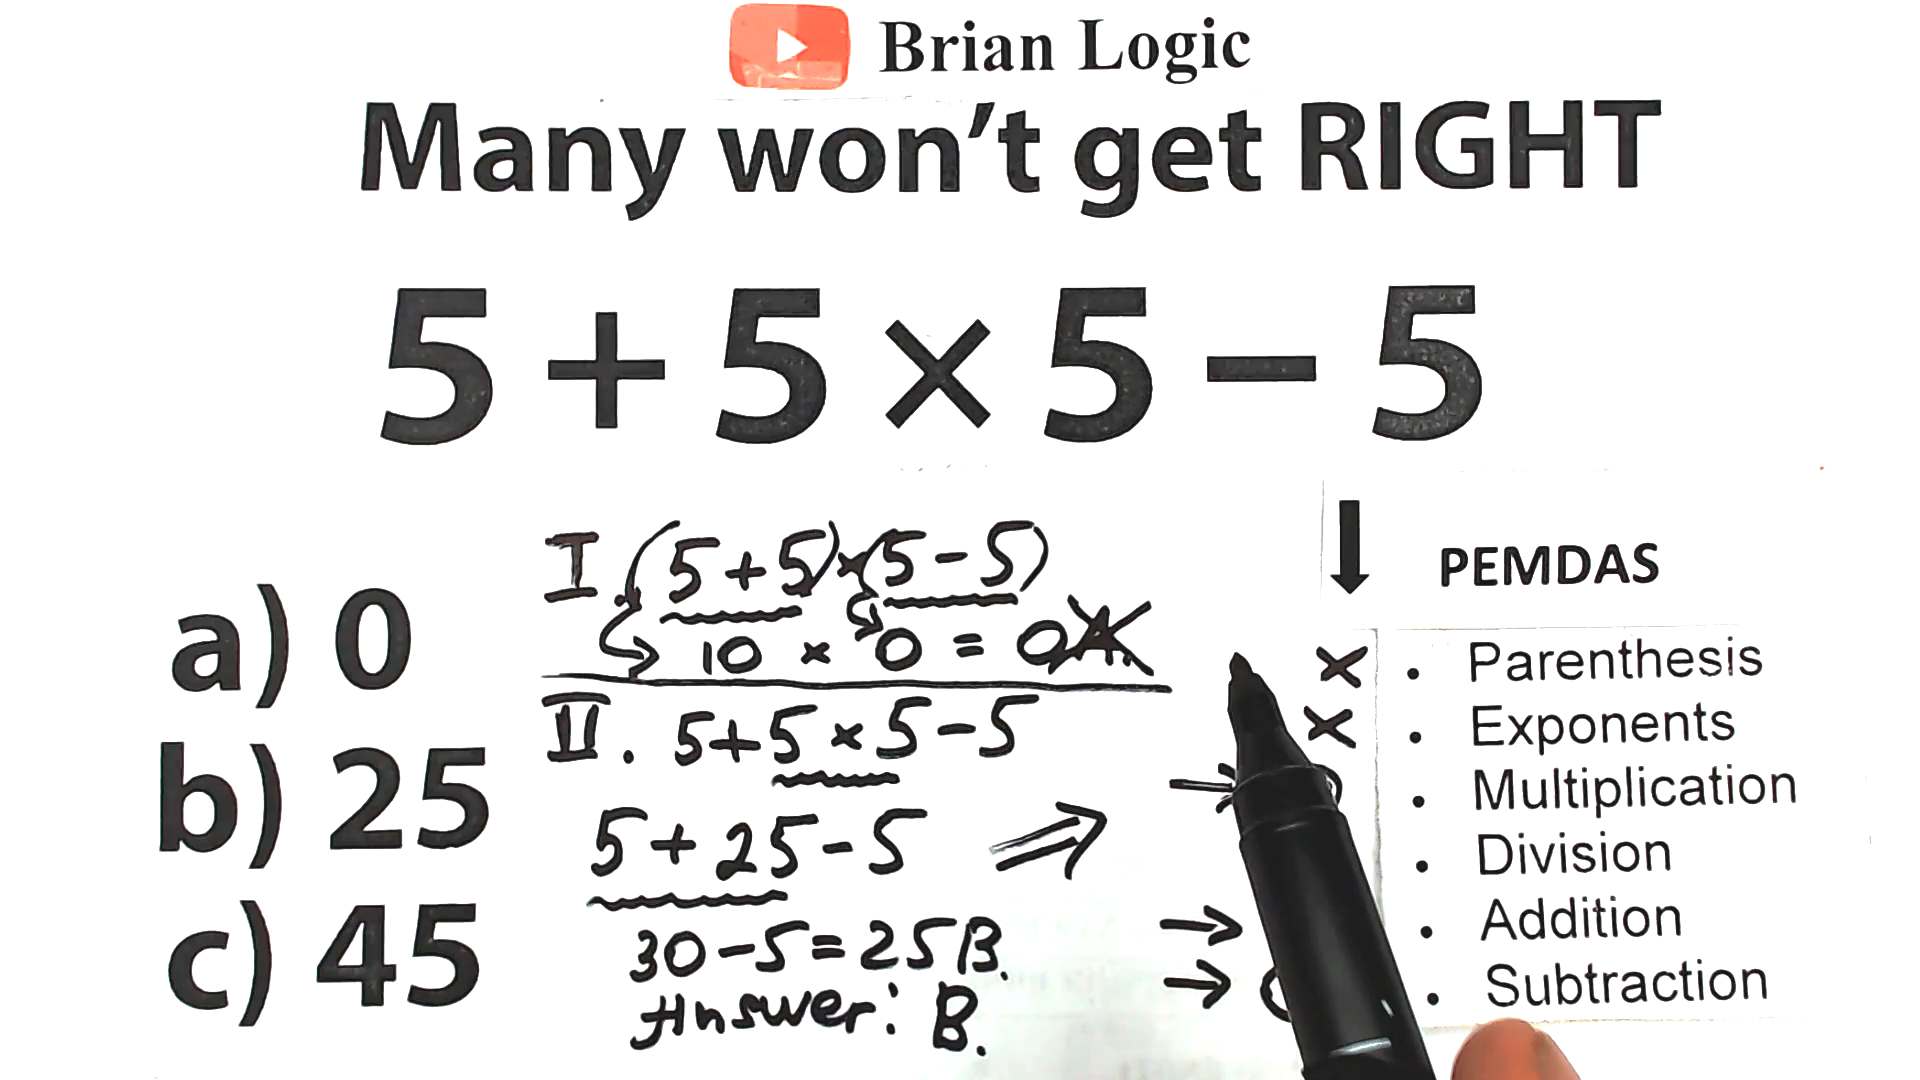 Brian Logic
Many won't get RIGHT
5 + 5 × 5 − 5
a) 0
b) 25
c) 45
I. (5+5)×(5-5)
10 × 0 = 0 A.
II. 5+5×5-5
5+25-5 ⇒
30-5=25 B.
Answer: B.
↓ PEMDAS
× • Parenthesis
× • Exponents
→ • Multiplication
• Division
→ • Addition
→ • Subtraction